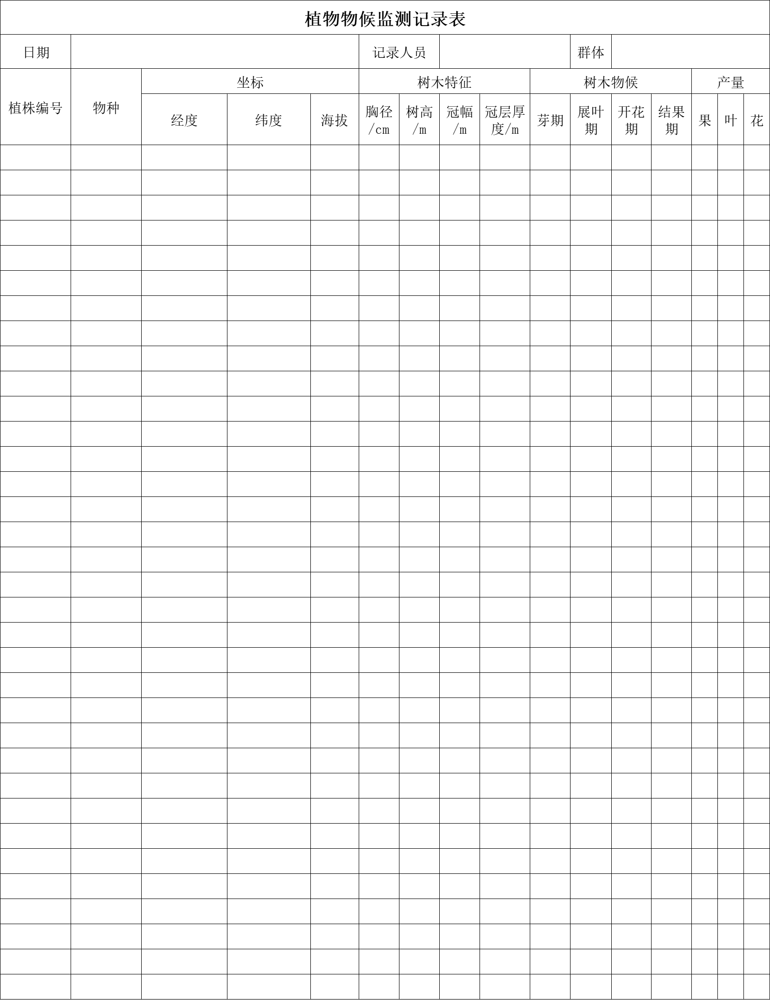 植物物候监测记录表
日期 记录人员 群体
植株编号 物种 坐标 树木特征 树木物候 产量
经度 纬度 海拔 胸径/cm 树高/m 冠幅/m 冠层厚度/m 芽期 展叶期 开花期 结果期 果 叶 花